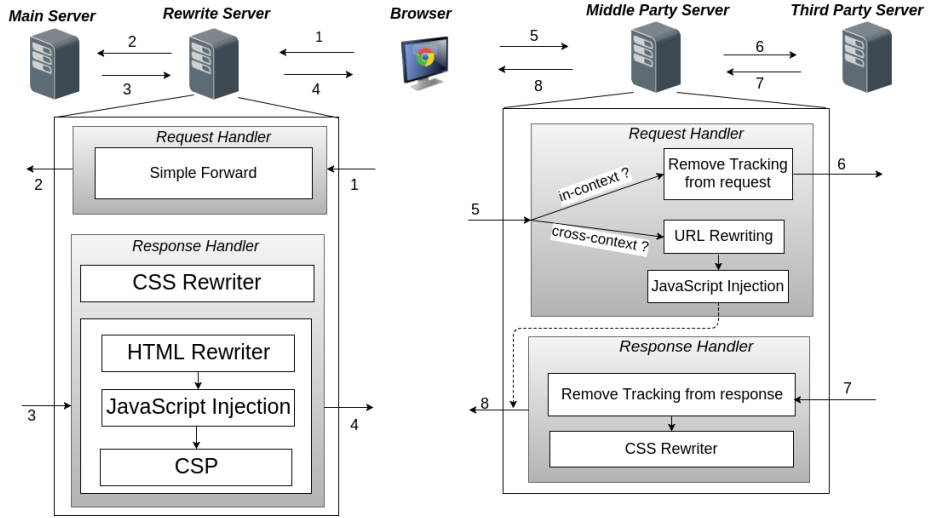 Main Server
Rewrite Server
Browser
Middle Party Server
Third Party Server
2
3
1
4
5
8
6
7
Request Handler
Simple Forward
2
1
Response Handler
CSS Rewriter
HTML Rewriter
JavaScript Injection
CSP
3
4
Request Handler
5
in-context ?
cross-context ?
Remove Tracking
from request
6
URL Rewriting
JavaScript Injection
Response Handler
Remove Tracking from response
7
8
CSS Rewriter